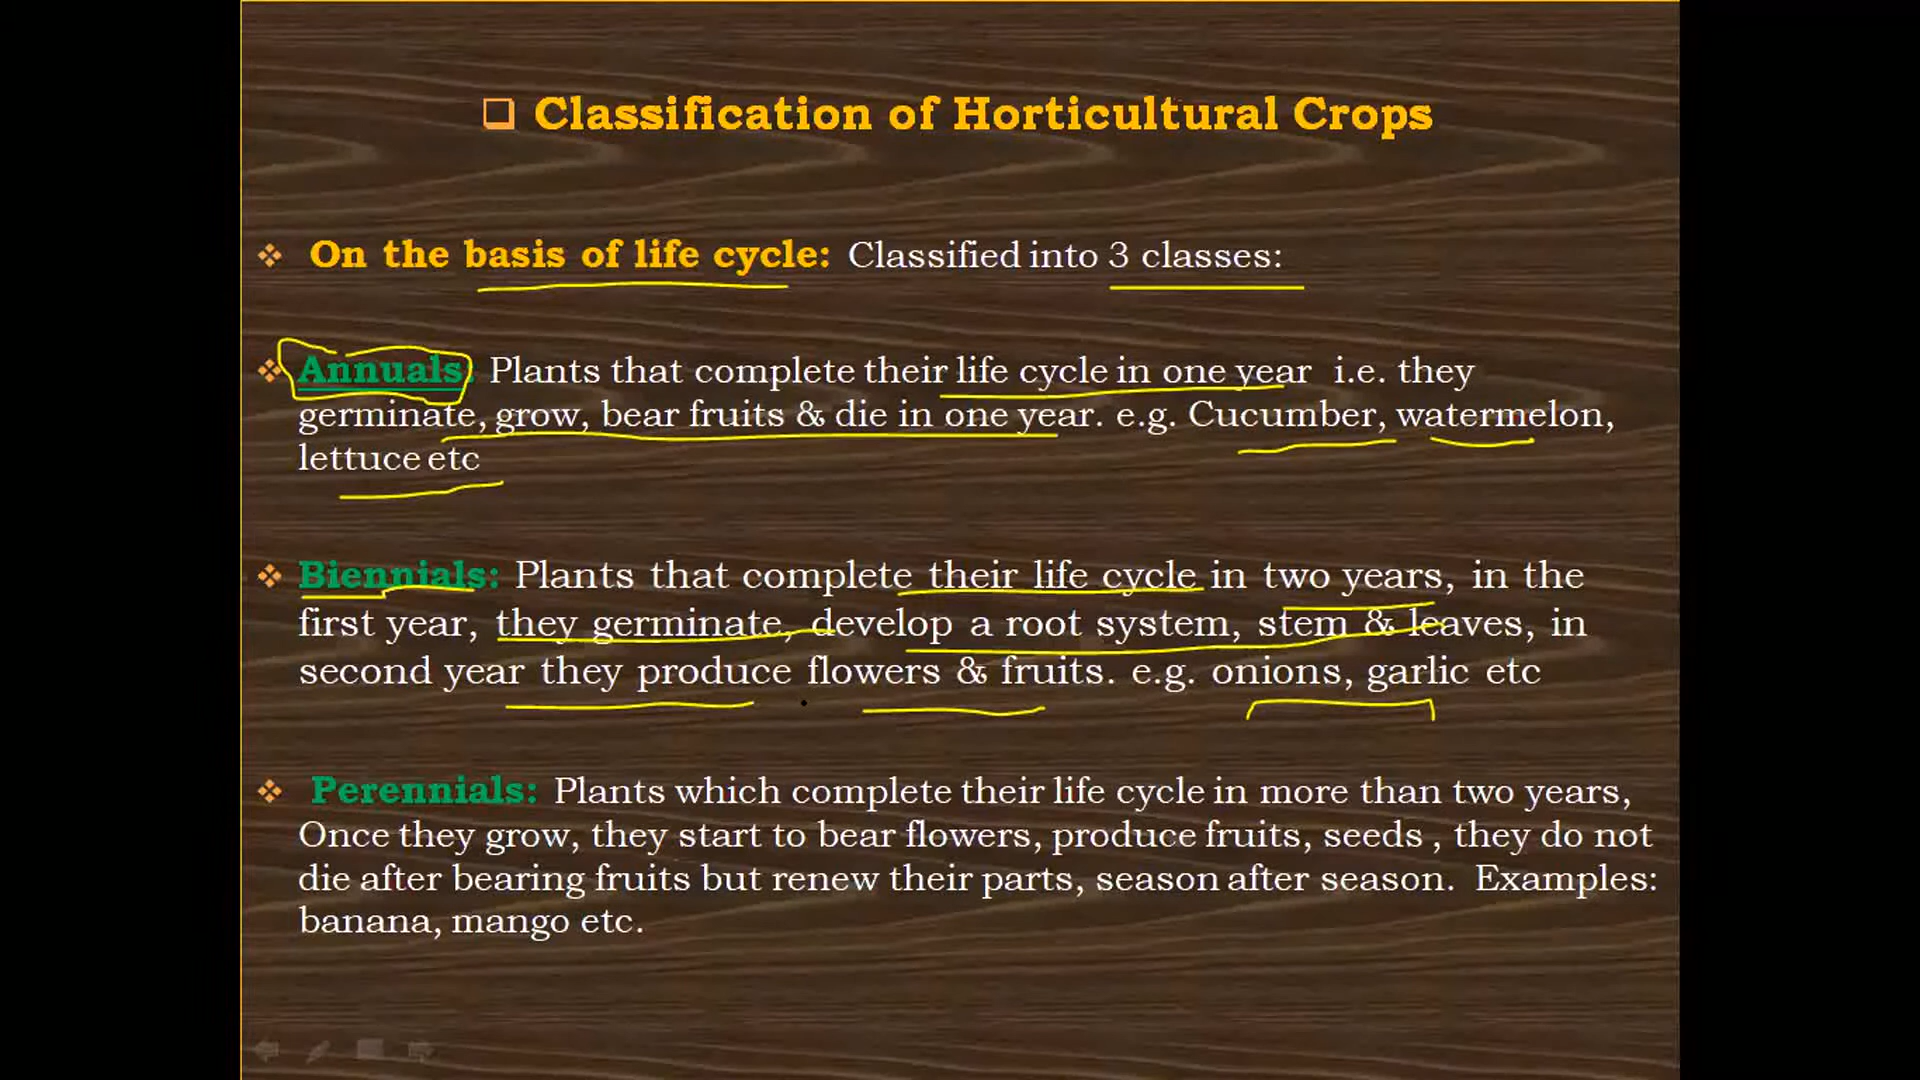 Classification of Horticultural Crops
On the basis of life cycle: Classified into 3 classes:
Annuals: Plants that complete their life cycle in one year i.e. they
germinate, grow, bear fruits & die in one year. e.g. Cucumber, watermelon,
lettuce etc
Biennials: Plants that complete their life cycle in two years, in the
first year, they germinate, develop a root system, stem & leaves, in
second year they produce flowers & fruits. e.g. onions, garlic etc
Perennials: Plants which complete their life cycle in more than two years,
Once they grow, they start to bear flowers, produce fruits, seeds , they do not
die after bearing fruits but renew their parts, season after season. Examples:
banana, mango etc.